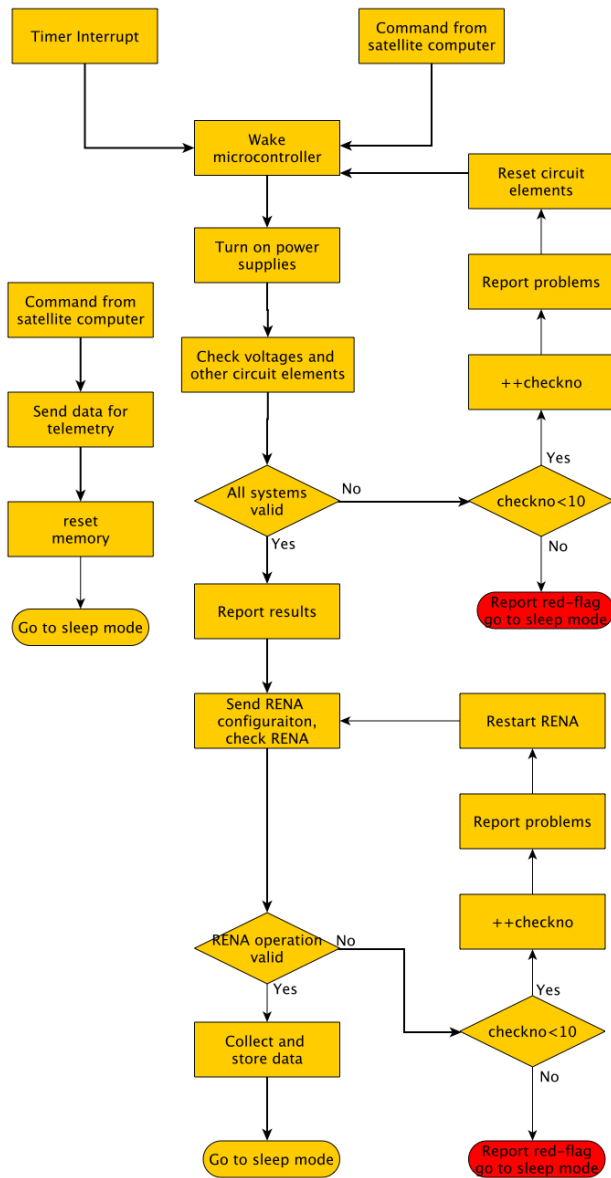 Timer Interrupt
Command from
satellite computer
Wake
microcontroller
Reset circuit
elements
Turn on power
supplies
Report problems
Command from
satellite computer
Check voltages and
other circuit elements
++checkno
Send data for
telemetry
Yes
All systems
valid
No
checkno<10
reset
memory
Yes
No
Report results
Report red-flag
go to sleep mode
Go to sleep mode
Send RENA
configuraiton,
check RENA
Restart RENA
Report problems
++checkno
RENA operation
valid
No
Yes
Yes
Collect and
store data
checkno<10
No
Go to sleep mode
Report red-flag
go to sleep mode